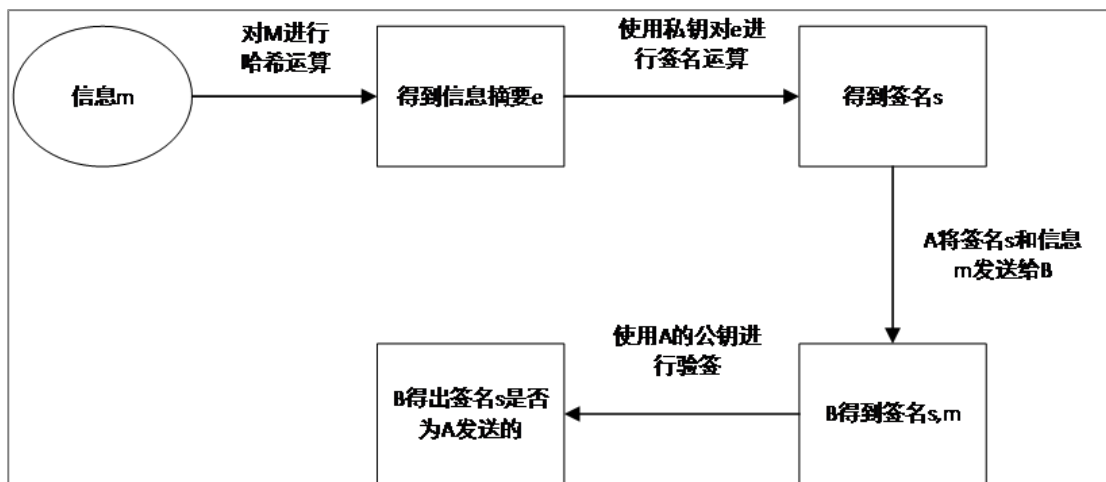 信息m
对M进行
哈希运算
得到信息摘要e
使用私钥对e进
行签名运算
得到签名s
A将签名s和信息
m发送给B
B得到签名s,m
使用A的公钥进
行验签
B得出签名s是否
为A发送的